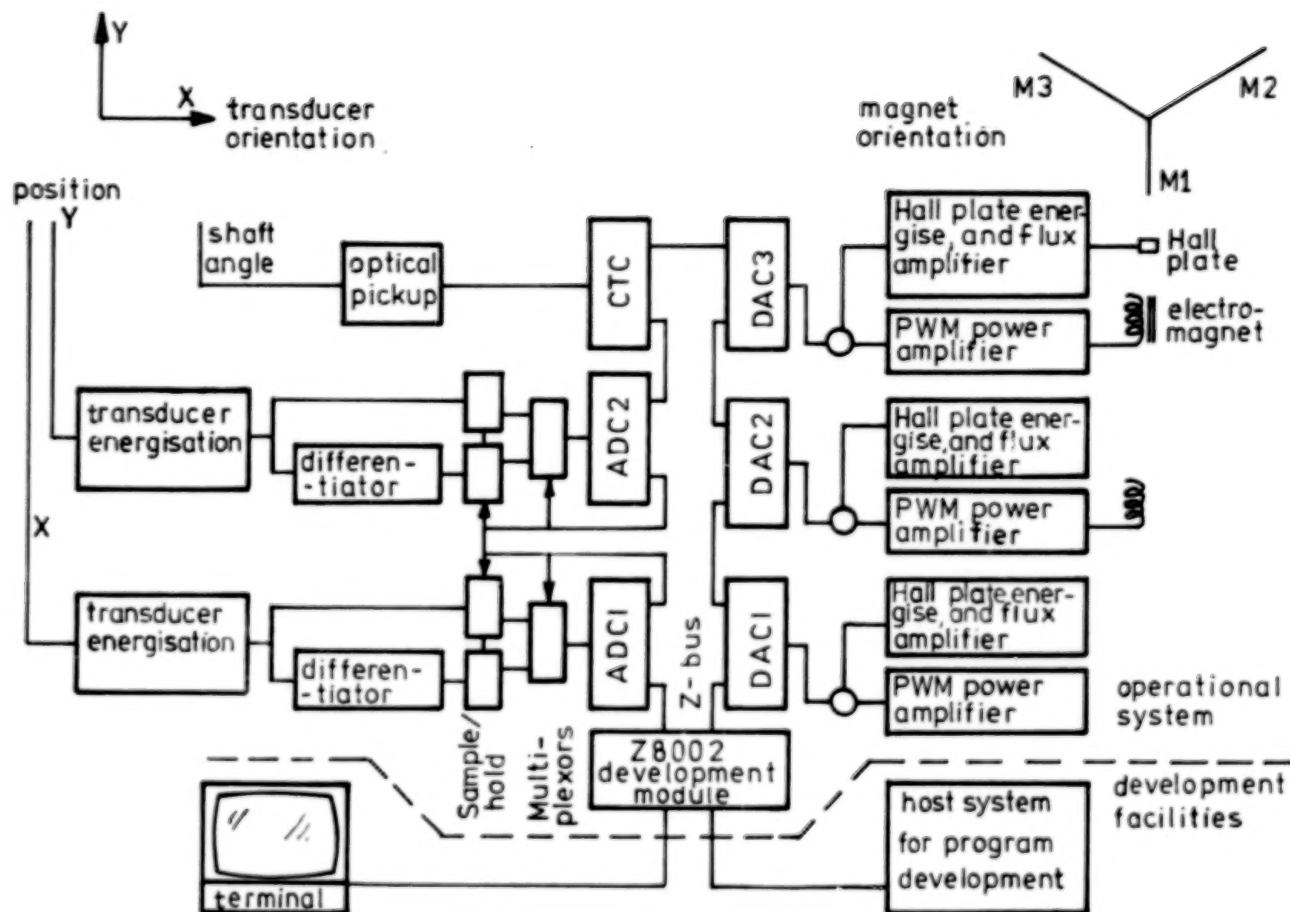 Y
X
transducer
orientation
magnet
orientation
M3
M2
M1
position
Y
X
shaft
angle
optical
pickup
CTC
DAC3
Hall plate ener-
gise, and flux
amplifier
Hall
plate
PWM power
amplifier
electro-
magnet
transducer
energisation
differen-
-tiator
ADC2
DAC2
Hall plate ener-
gise, and flux
amplifier
PWM power
amplifier
transducer
energisation
differen-
-tiator
ADC1
Z-bus
DAC1
Hall plate ener-
gise, and flux
amplifier
PWM power
amplifier
operational
system
Sample/
hold
Multi-
plexors
Z8002
development
module
development
facilities
terminal
host system
for program
development